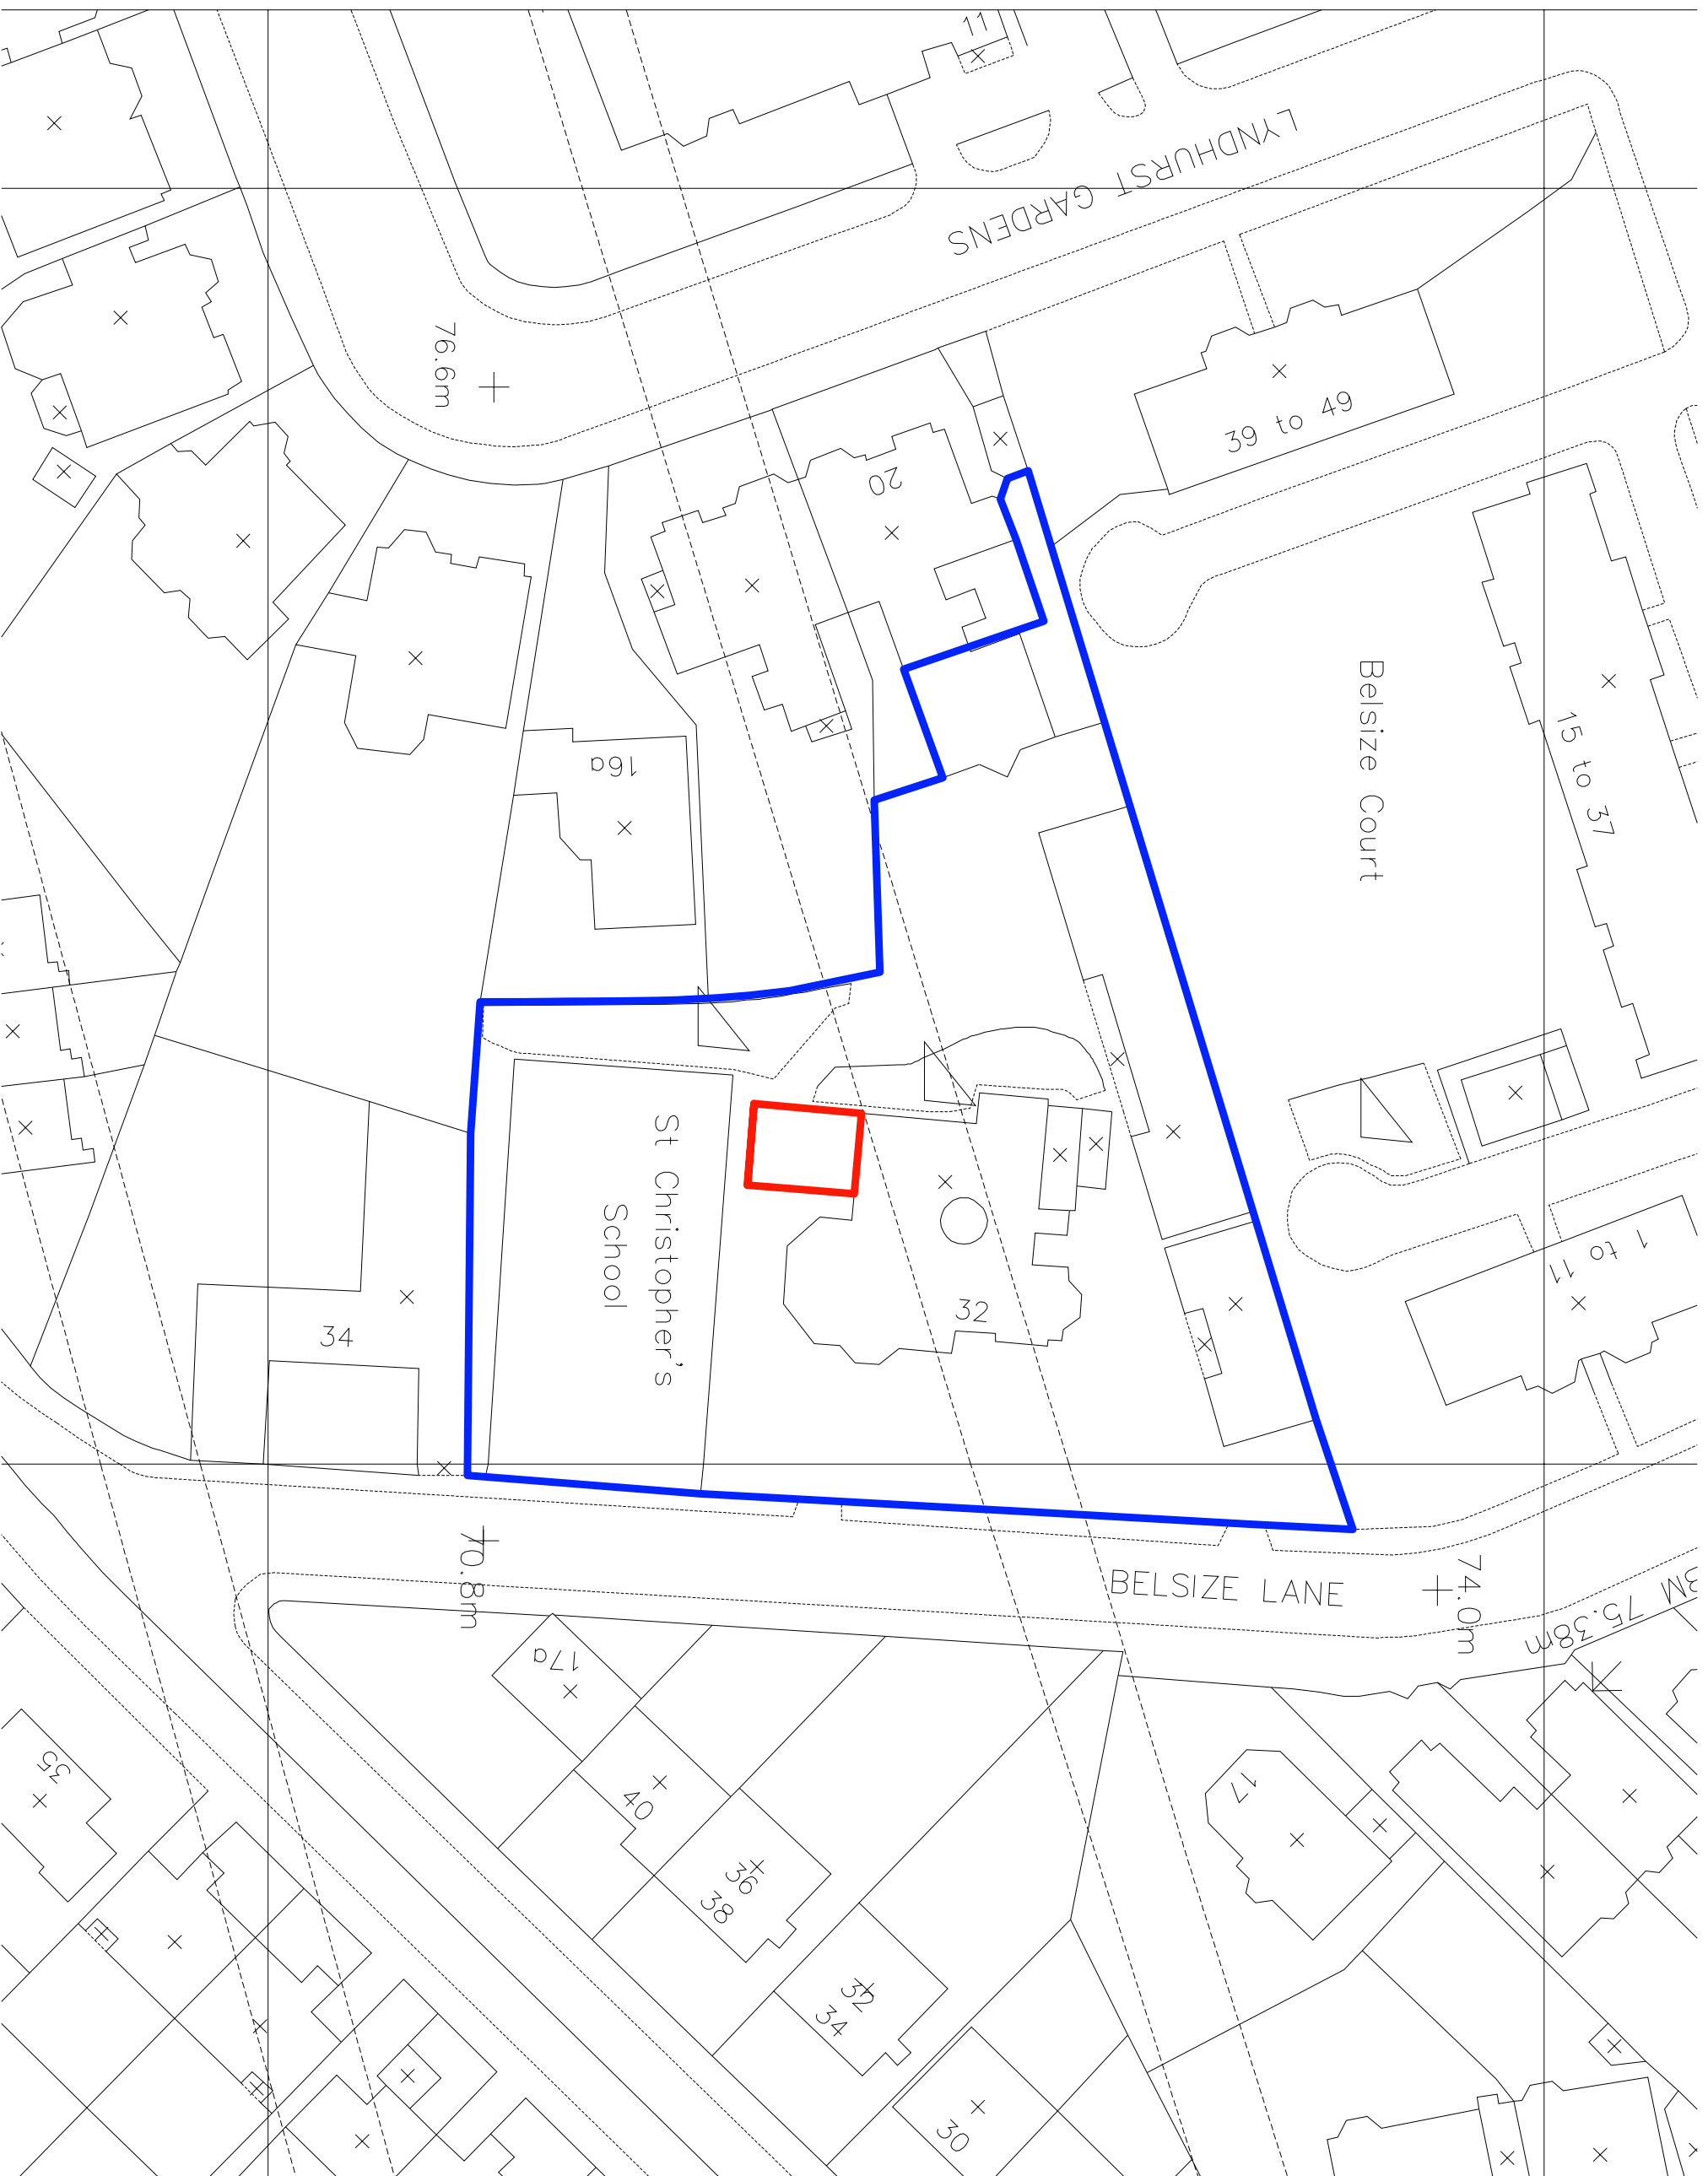 11
LYNDHURST GARDENS
76.6m
39 to 49
20
Belsize Court
15 to 37
16a
St Christopher's
School
1 to 11
32
34
BELSIZE LANE
70.8m
74.0m
BM 75.38m
17a
35
17
40
36
38
32
34
30